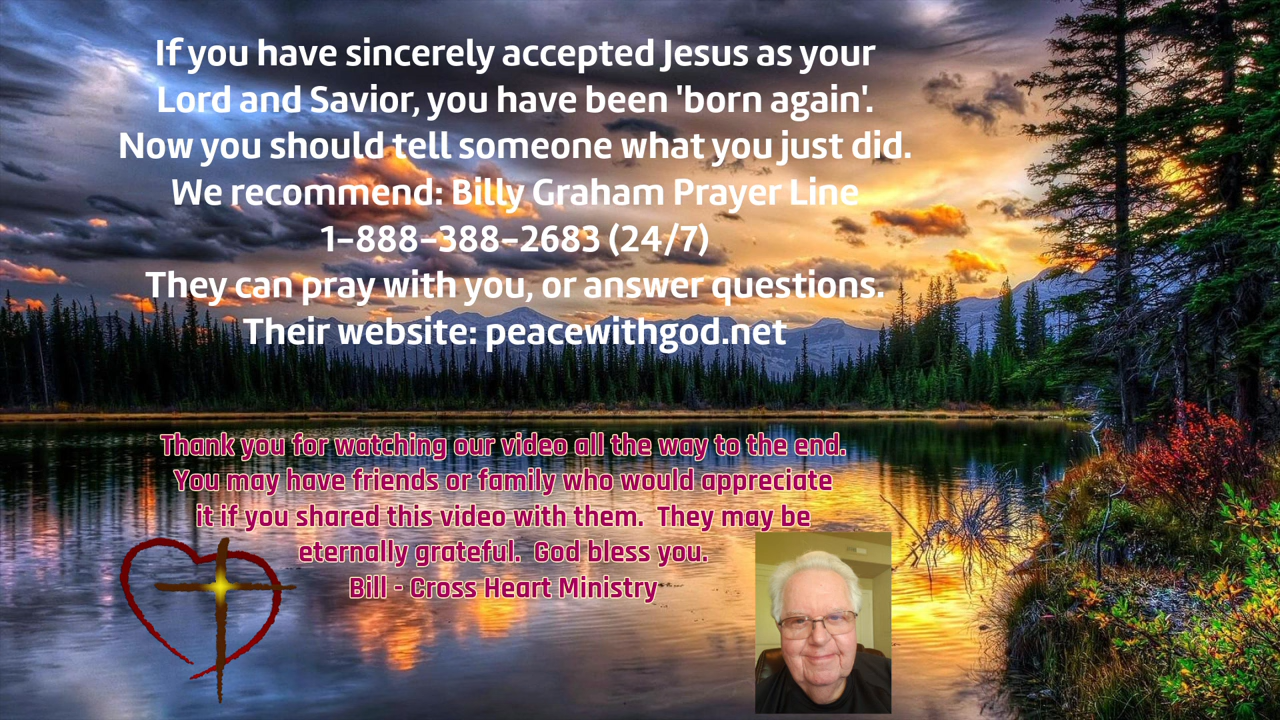 If you have sincerely accepted Jesus as your
Lord and Savior, you have been 'born again'.
Now you should tell someone what you just did.
We recommend: Billy Graham Prayer Line
1-888-388-2683 (24/7)
They can pray with you, or answer questions.
Their website: peacewithgod.net
Thank you for watching our video all the way to the end.
You may have friends or family who would appreciate
it if you shared this video with them.  They may be
eternally grateful.  God bless you.
Bill - Cross Heart Ministry